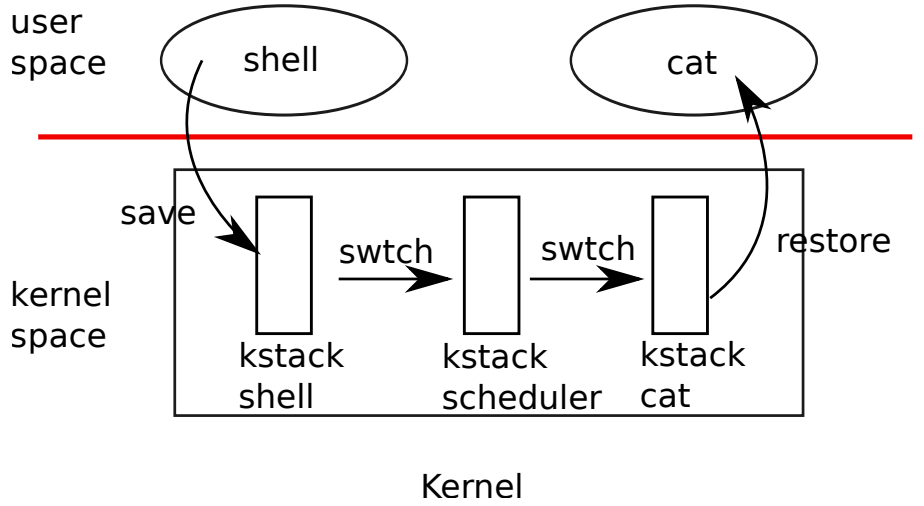 user
space
shell
cat
save
swtch
swtch
restore
kernel
space
kstack
shell
kstack
scheduler
kstack
cat
Kernel